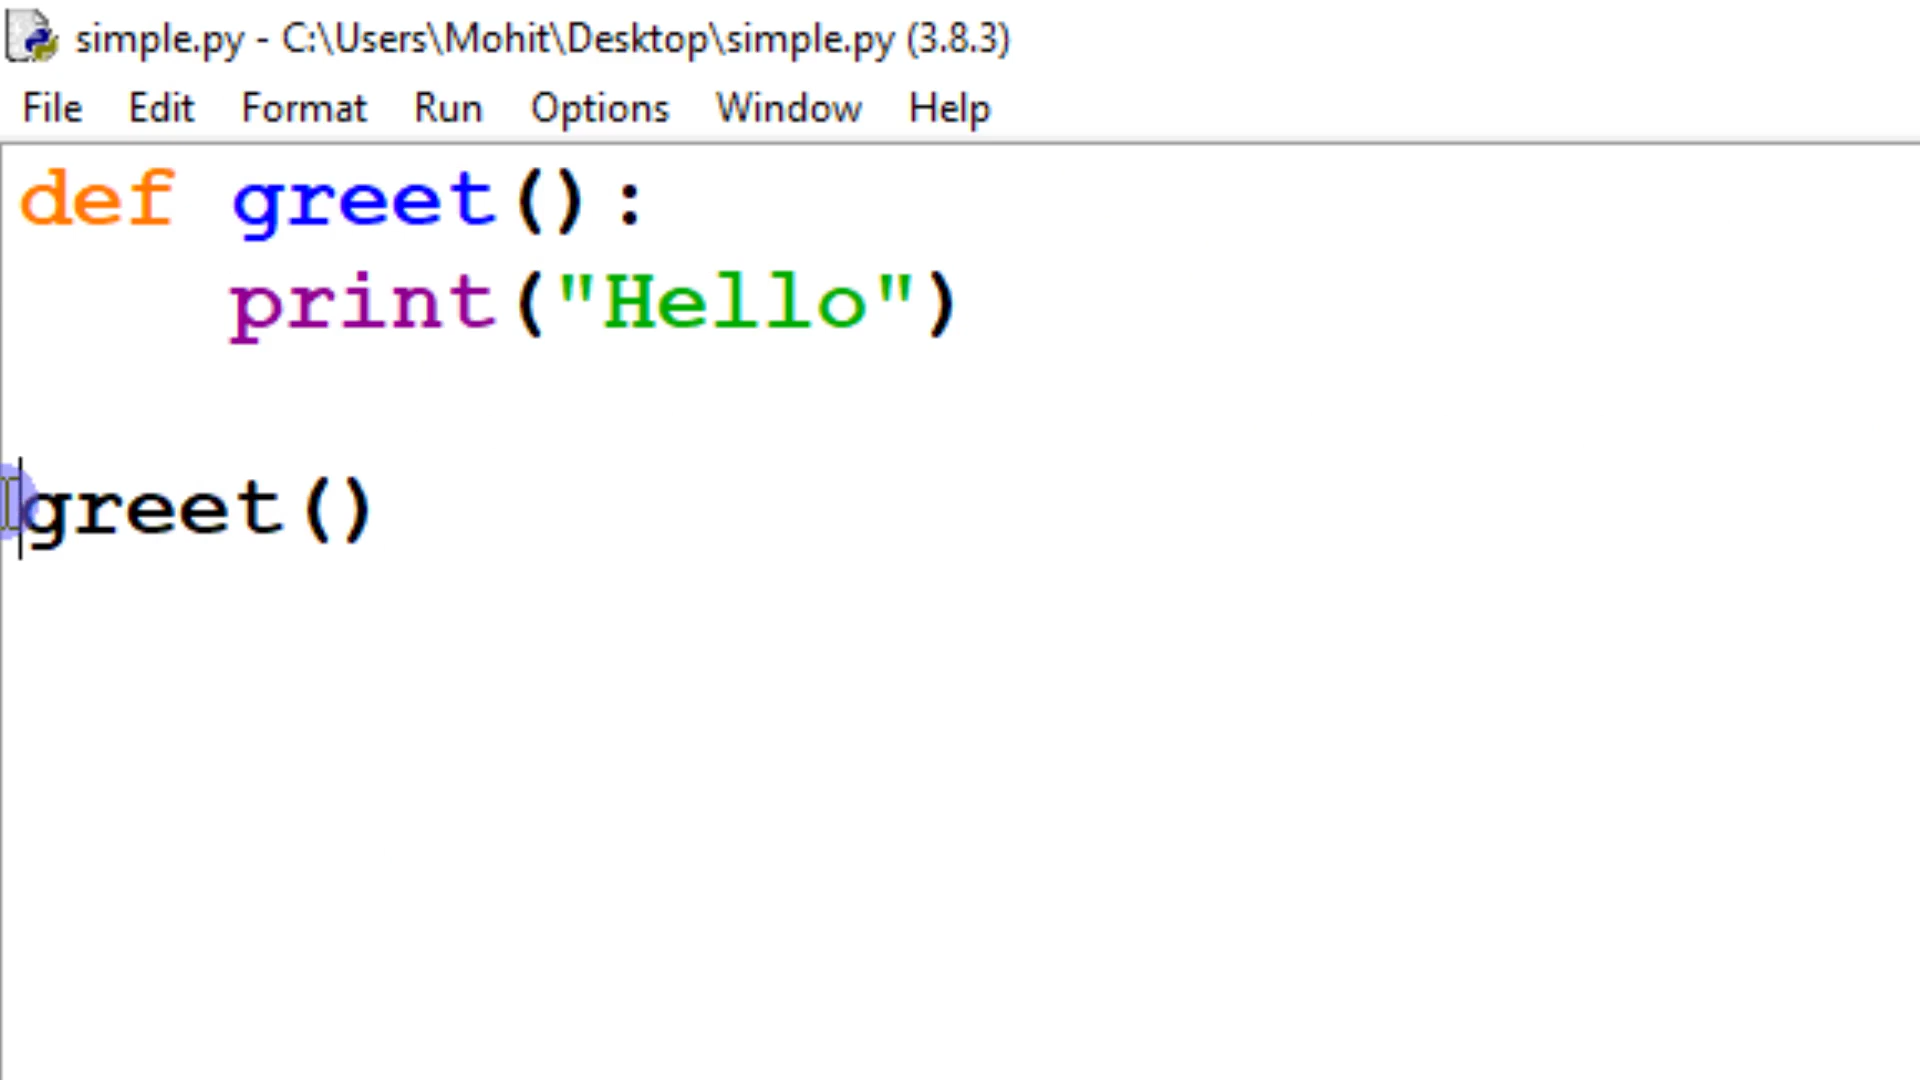 simple.py - C:\Users\Mohit\Desktop\simple.py (3.8.3)
File Edit Format Run Options Window Help
def greet():
    print("Hello")
greet()